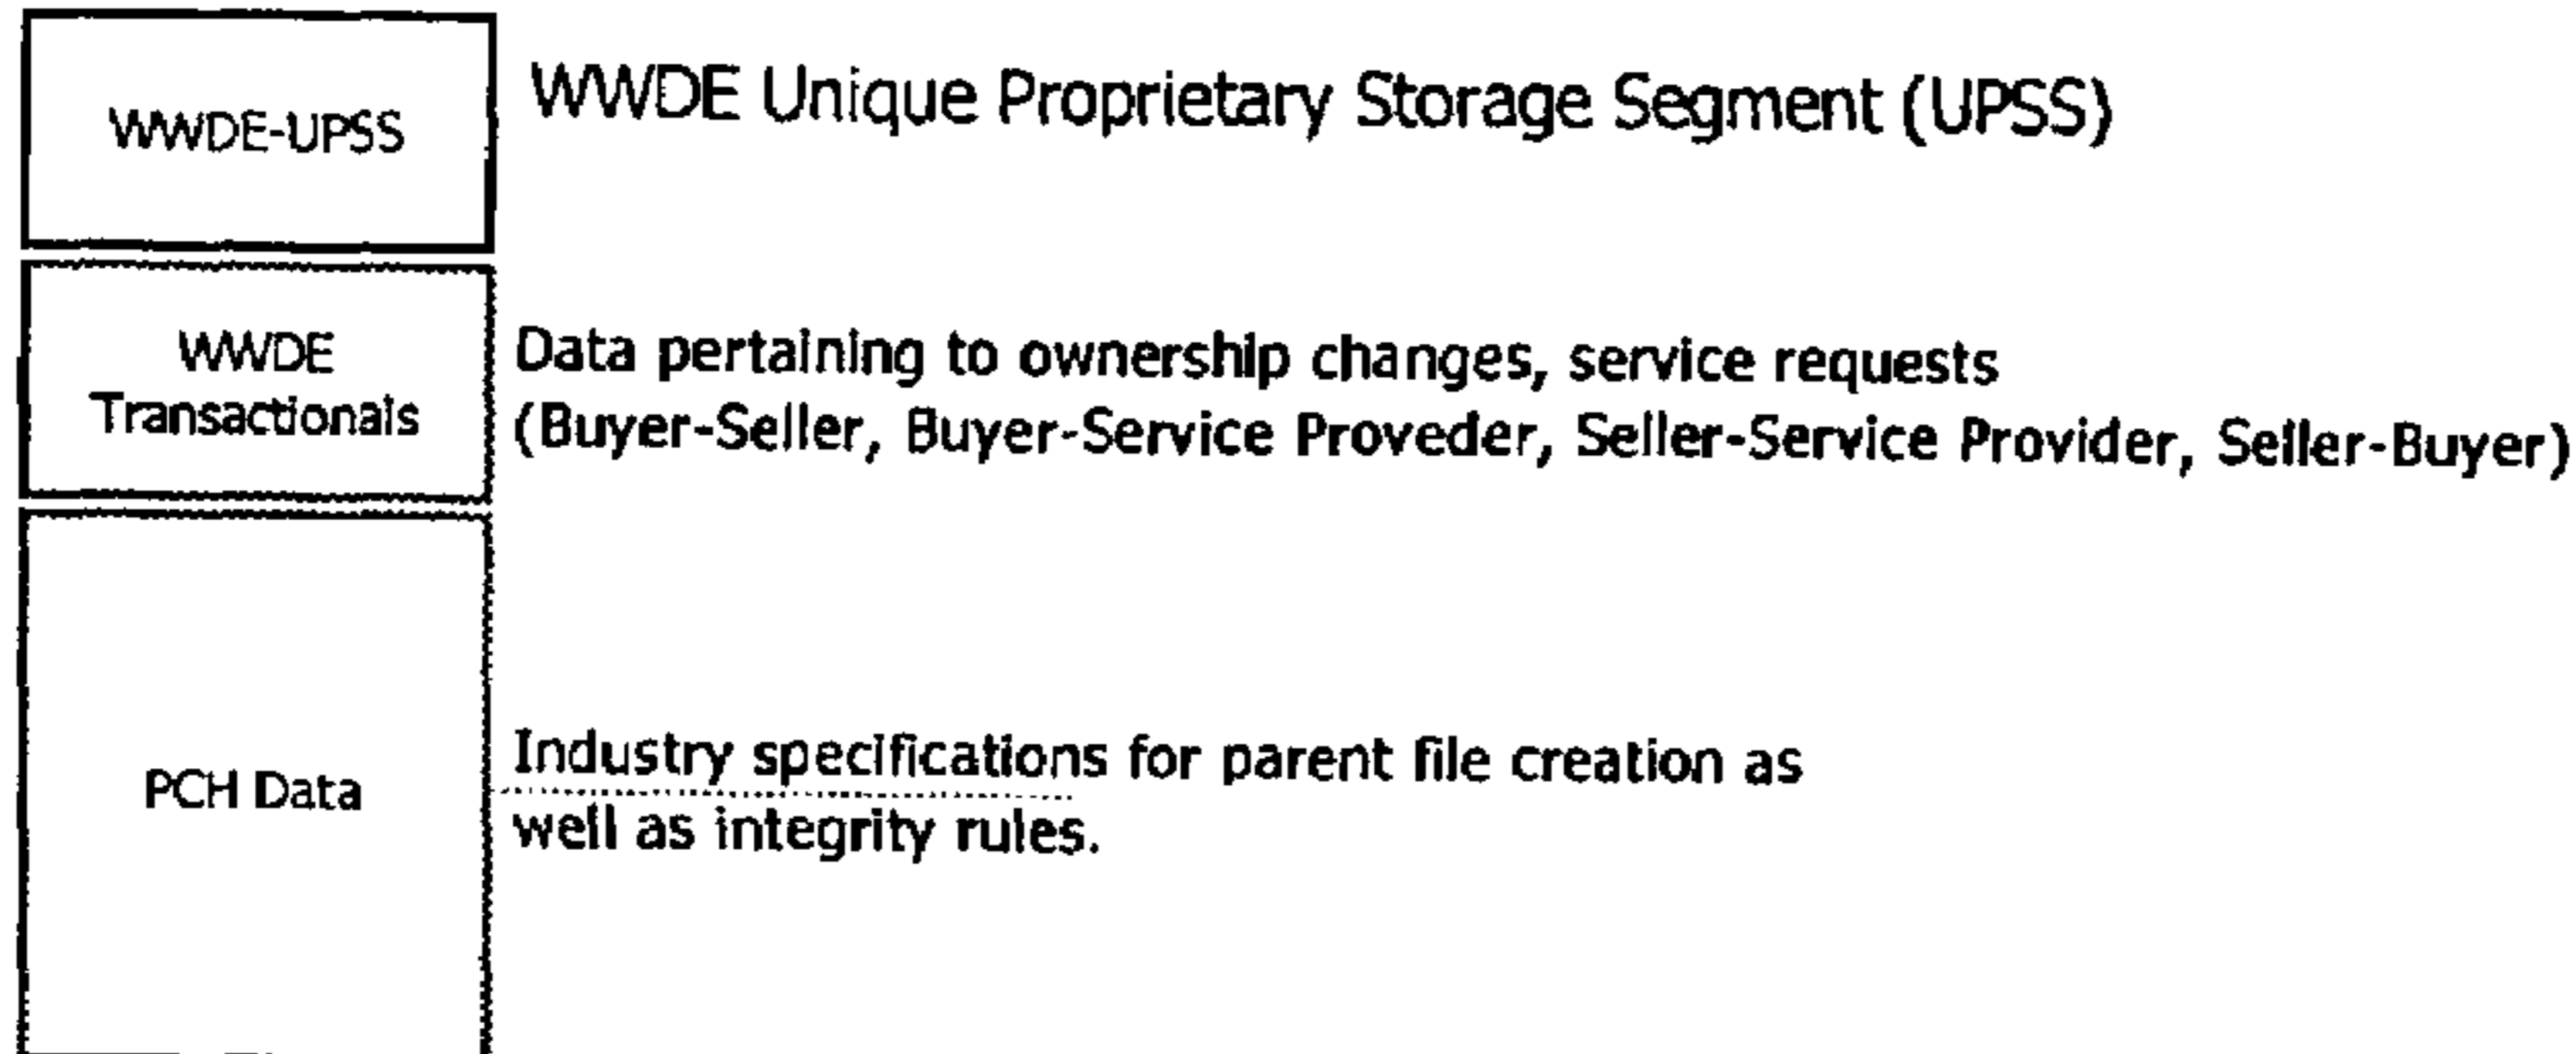 WWDE-UPSS
WWDE Unique Proprietary Storage Segment (UPSS)
WWDE
Transactionals
Data pertaining to ownership changes, service requests
(Buyer-Seller, Buyer-Service Proveder, Seller-Service Provider, Seller-Buyer)
PCH Data
Industry specifications for parent file creation as
well as integrity rules.